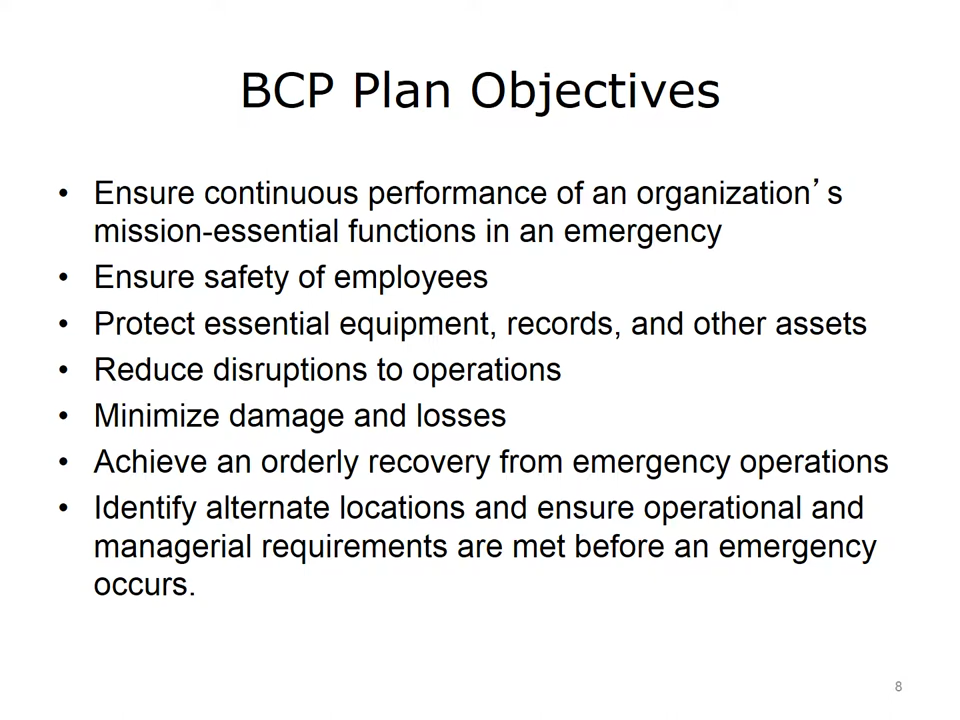 BCP Plan Objectives
• Ensure continuous performance of an organization’s
mission-essential functions in an emergency
• Ensure safety of employees
• Protect essential equipment, records, and other assets
• Reduce disruptions to operations
• Minimize damage and losses
• Achieve an orderly recovery from emergency operations
• Identify alternate locations and ensure operational and
managerial requirements are met before an emergency
occurs.
8